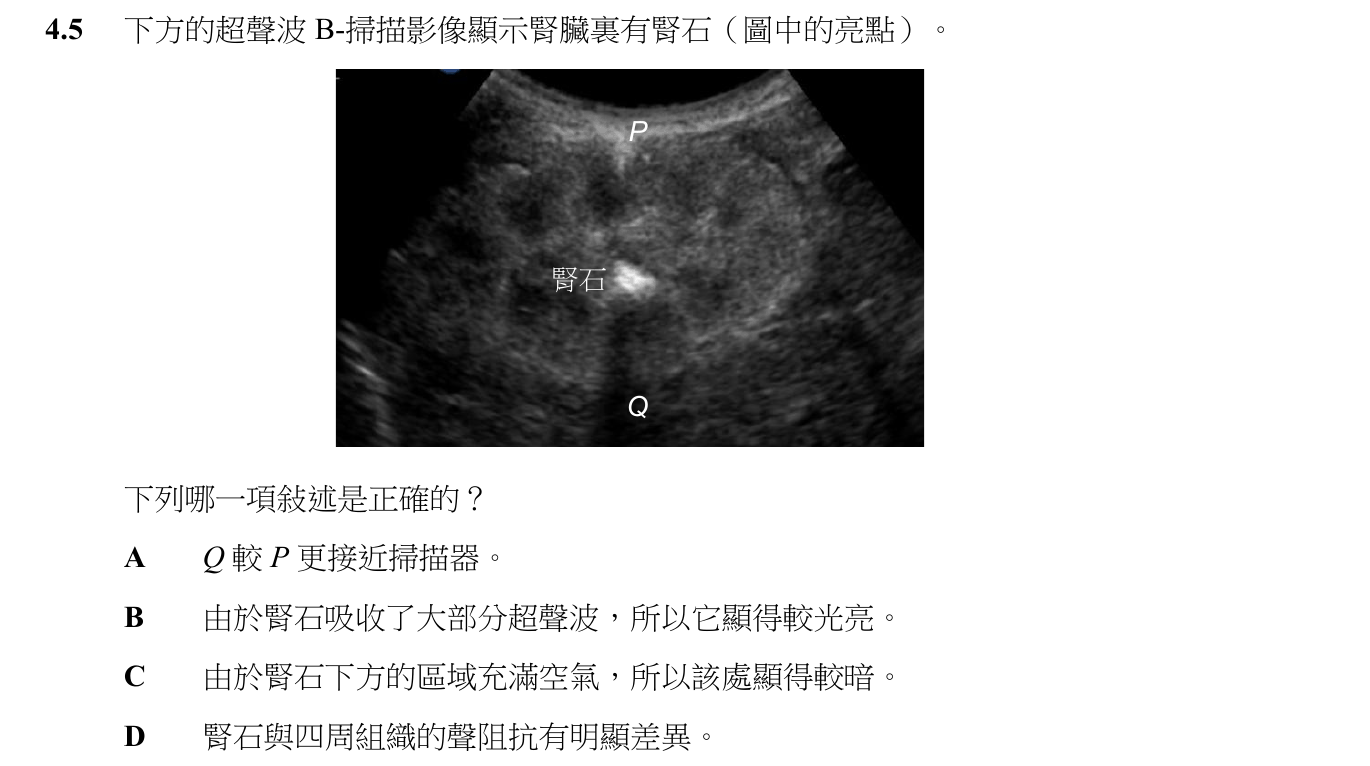 4.5 下方的超聲波 B-掃描影像顯示腎臟裏有腎石（圖中的亮點）。
P
腎石
Q
下列哪一項敍述是正確的？
A Q 較 P 更接近掃描器。
B 由於腎石吸收了大部分超聲波，所以它顯得較光亮。
C 由於腎石下方的區域充滿空氣，所以該處顯得較暗。
D 腎石與四周組織的聲阻抗有明顯差異。